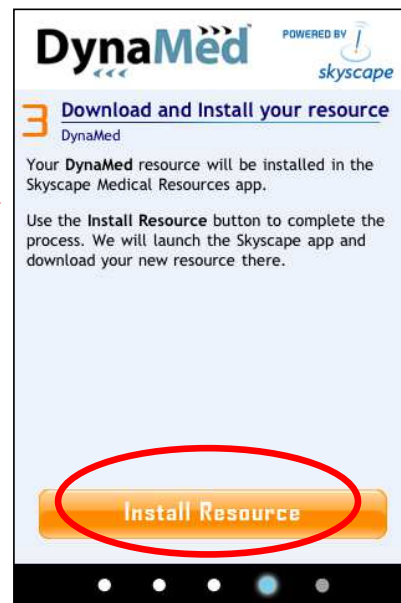 DynaMed
POWERED BY
skyscape
3 Download and Install your resource
DynaMed
Your DynaMed resource will be installed in the
Skyscape Medical Resources app.
Use the Install Resource button to complete the
process. We will launch the Skyscape app and
download your new resource there.
Install Resource